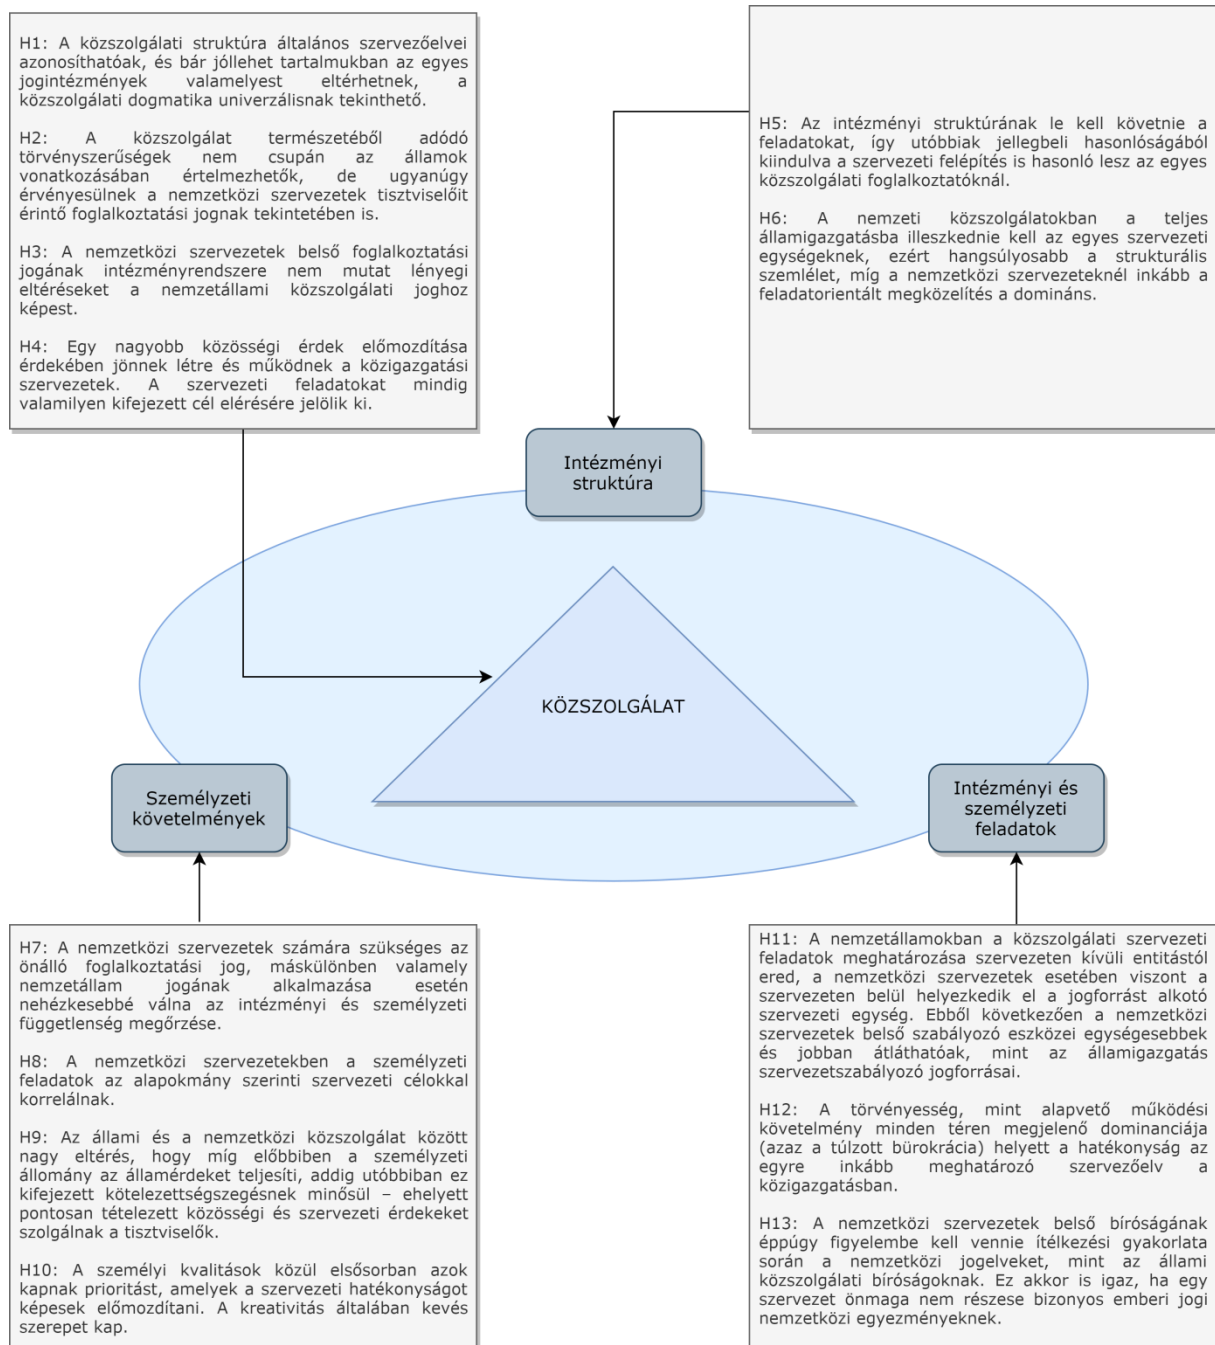 H1: A közszolgálati struktúra általános szervezőelvei
azonosíthatóak, és bár jóllehet tartalmukban az egyes
jogintézmények valamelyest eltérhetnek, a
közszolgálati dogmatika univerzálisnak tekinthető.
H2: A közszolgálat természetéből adódó
törvényszerűségek nem csupán az államok
vonatkozásában értelmezhetők, de ugyanúgy
érvényesülnek a nemzetközi szervezetek tisztviselőit
érintő foglalkoztatási jognak tekintetében is.
H3: A nemzetközi szervezetek belső foglalkoztatási
jogának intézményrendszere nem mutat lényegi
eltéréseket a nemzetállami közszolgálati joghoz
képest.
H4: Egy nagyobb közösségi érdek előmozdítása
érdekében jönnek létre és működnek a közigazgatási
szervezetek. A szervezeti feladatokat mindig
valamilyen kifejezett cél elérésére jelölik ki.
H5: Az intézményi struktúrának le kell követnie a
feladatokat, így utóbbiak jellegbeli hasonlóságából
kiindulva a szervezeti felépítés is hasonló lesz az egyes
közszolgálati foglalkoztatóknál.
H6: A nemzeti közszolgálatokban a teljes
államigazgatásba illeszkednie kell az egyes szervezeti
egységeknek, ezért hangsúlyosabb a strukturális
szemlélet, míg a nemzetközi szervezeteknél inkább a
feladatorientált megközelítés a domináns.
Intézményi
struktúra
KÖZSZOLGÁLAT
Személyzeti
követelmények
Intézményi és
személyzeti
feladatok
H7: A nemzetközi szervezetek számára szükséges az
önálló foglalkoztatási jog, máskülönben valamely
nemzetállam jogának alkalmazása esetén
nehézkesebbé válna az intézményi és személyzeti
függetlenség megőrzése.
H8: A nemzetközi szervezetekben a személyzeti
feladatok az alapokmány szerinti szervezeti célokkal
korrelálnak.
H9: Az állami és a nemzetközi közszolgálat között
nagy eltérés, hogy míg előbbiben a személyzeti
állomány az államérdeket teljesíti, addig utóbbiban ez
kifejezett kötelezettségszegésnek minősül – ehelyett
pontosan tételezett közösségi és szervezeti érdekeket
szolgálnak a tisztviselők.
H10: A személyi kvalitások közül elsősorban azok
kapnak prioritást, amelyek a szervezeti hatékonyságot
képesek előmozdítani. A kreativitás általában kevés
szerepet kap.
H11: A nemzetállamokban a közszolgálati szervezeti
feladatok meghatározása szervezeten kívüli entitástól
ered, a nemzetközi szervezetek esetében viszont a
szervezeten belül helyezkedik el a jogforrást alkotó
szervezeti egység. Ebből következően a nemzetközi
szervezetek belső szabályozó eszközei egységesebbek
és jobban átláthatóak, mint az államigazgatás
szervezetszabályozó jogforrásai.
H12: A törvényesség, mint alapvető működési
követelmény minden téren megjelenő dominanciája
(azaz a túlzott bürokrácia) helyett a hatékonyság az
egyre inkább meghatározó szervezőelv a
közigazgatásban.
H13: A nemzetközi szervezetek belső bíróságának
éppúgy figyelembe kell vennie ítélkezési gyakorlata
során a nemzetközi jogelveket, mint az állami
közszolgálati bíróságoknak. Ez akkor is igaz, ha egy
szervezet önmaga nem részese bizonyos emberi jogi
nemzetközi egyezményeknek.